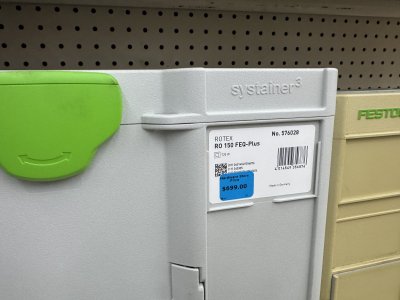 systainer³
FESTOOL
ROTEX
No. 576028
RO 150 FEQ-Plus
$699.00
Made in Germany